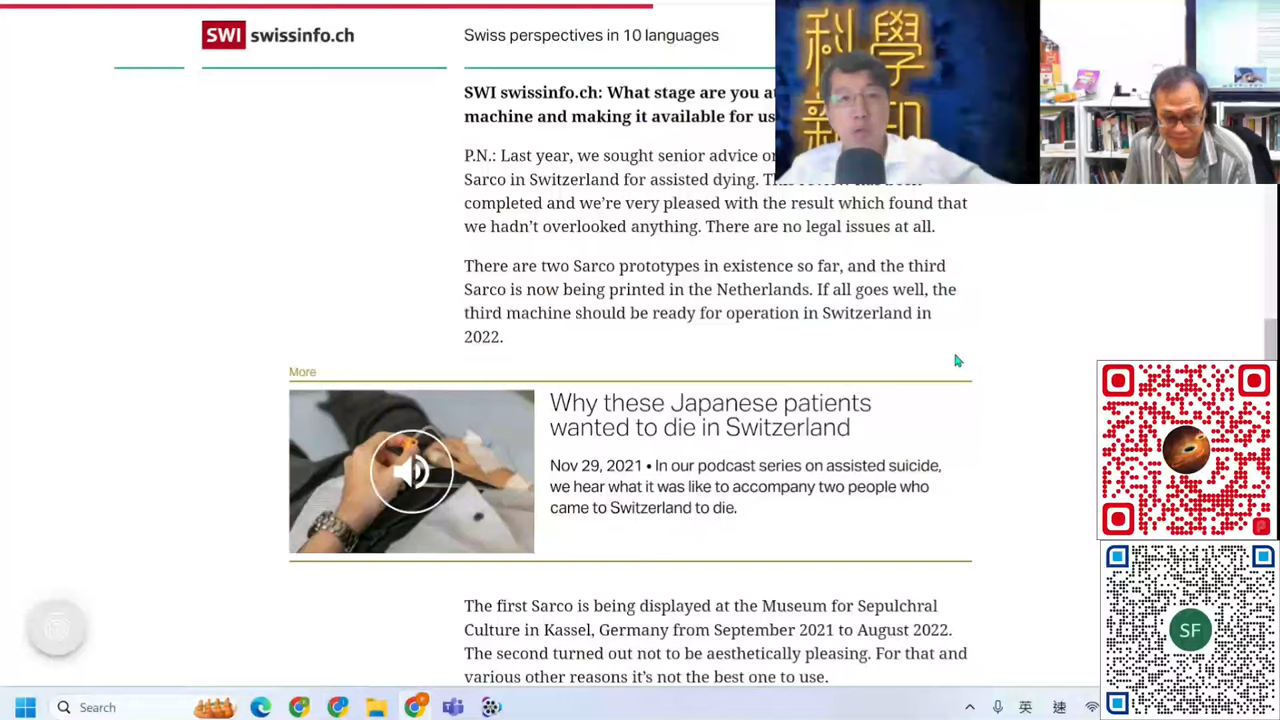 SWI swissinfo.ch
Swiss perspectives in 10 languages
科學
新知
SWI swissinfo.ch: What stage are you
machine and making it available for
P.N.: Last year, we sought senior advice
Sarco in Switzerland for assisted dying.
completed and we're very pleased with the result which found that
we hadn't overlooked anything. There are no legal issues at all.
There are two Sarco prototypes in existence so far, and the third
Sarco is now being printed in the Netherlands. If all goes well, the
third machine should be ready for operation in Switzerland in
2022.
More
Why these Japanese patients
wanted to die in Switzerland
Nov 29, 2021 • In our podcast series on assisted suicide,
we hear what it was like to accompany two people who
came to Switzerland to die.
The first Sarco is being displayed at the Museum for Sepulchral
Culture in Kassel, Germany from September 2021 to August 2022.
The second turned out not to be aesthetically pleasing. For that and
various other reasons it's not the best one to use.
SF
Search
英
速